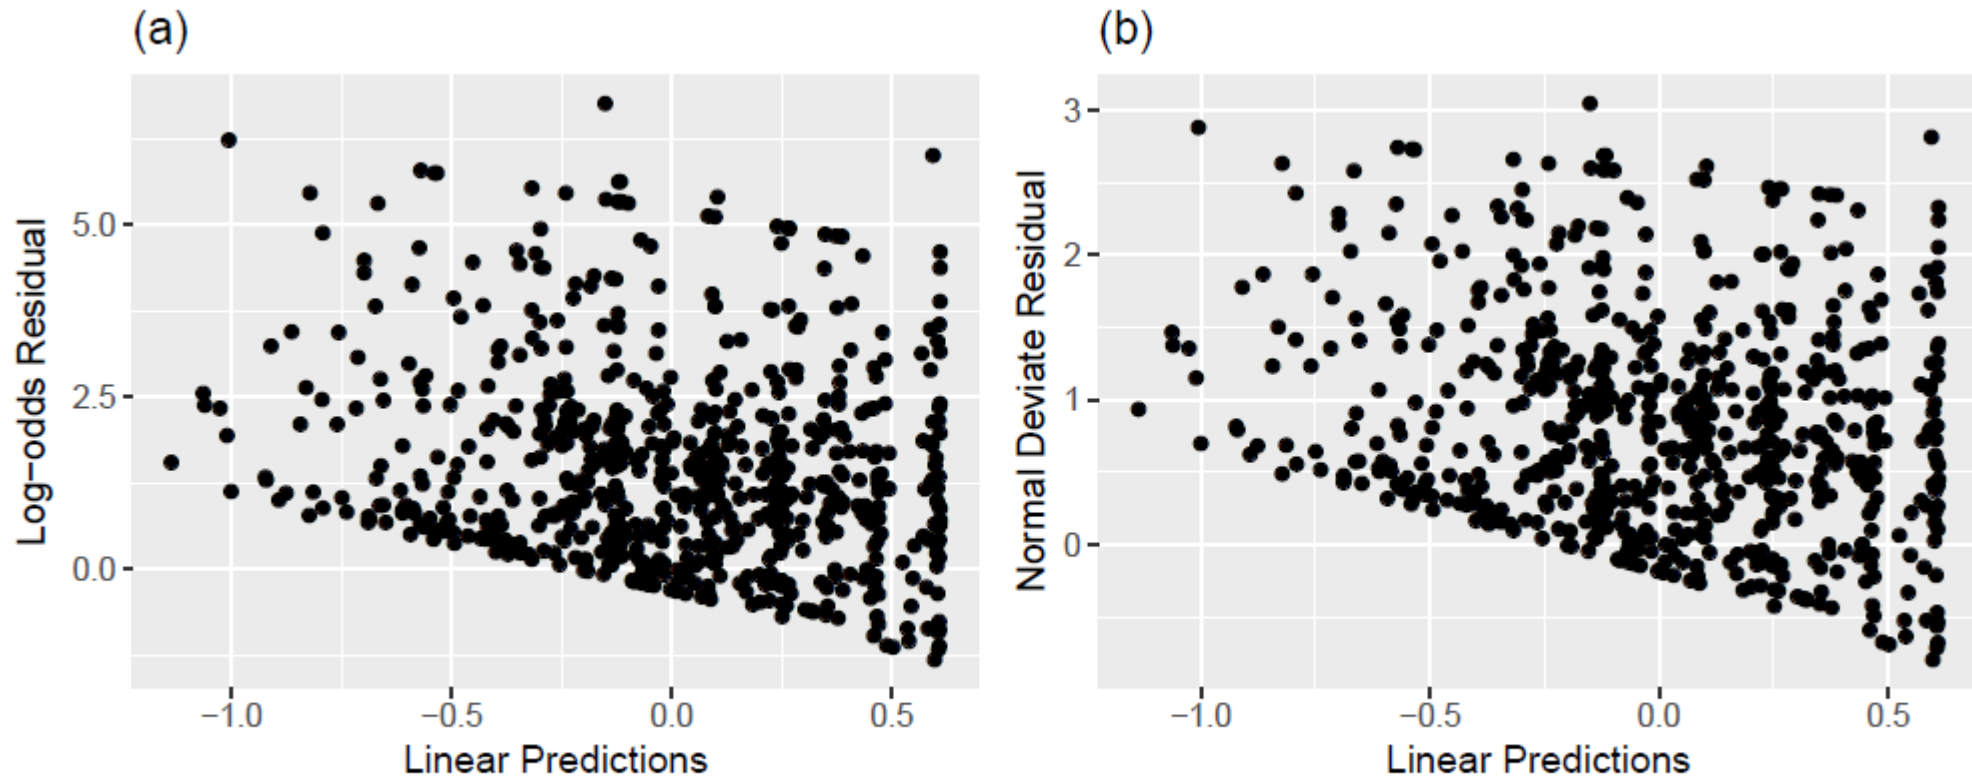 (a)
Log-odds Residual
5.0
2.5
0.0
−1.0 −0.5 0.0 0.5
Linear Predictions
(b)
Normal Deviate Residual
3
2
1
0
−1.0 −0.5 0.0 0.5
Linear Predictions